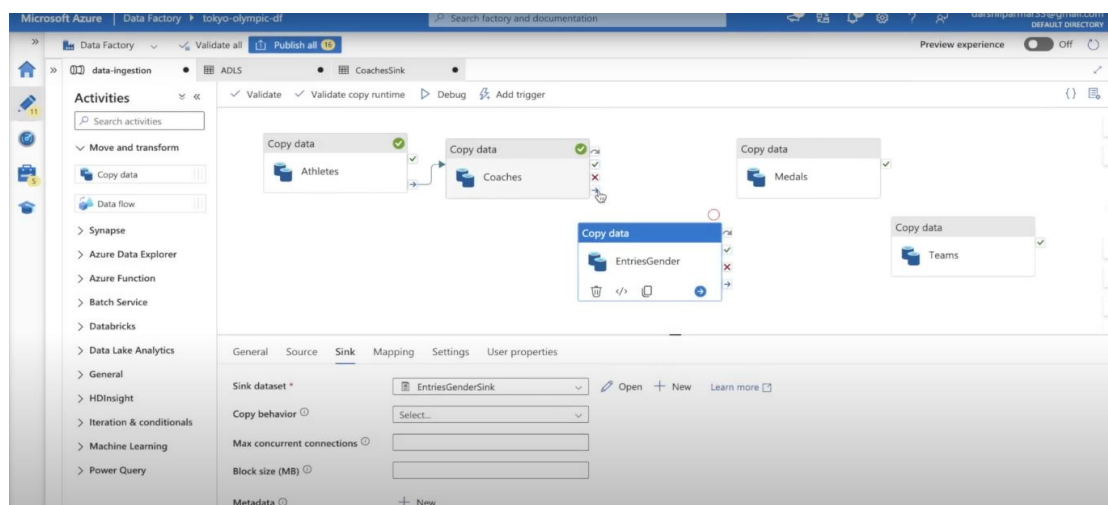 Microsoft Azure | Data Factory ▸ tokyo-olympic-df
Search factory and documentation
DEFAULT DIRECTORY
Data Factory
Validate all
Publish all 16
Preview experience
Off
data-ingestion
ADLS
CoachesSink
Activities
Validate
Validate copy runtime
Debug
Add trigger
{}
11
Search activities
Move and transform
Copy data
Data flow
5
Synapse
Azure Data Explorer
Azure Function
Batch Service
Databricks
Data Lake Analytics
General
HDInsight
Iteration & conditionals
Machine Learning
Power Query
Copy data
Athletes
Copy data
Coaches
Copy data
Medals
Copy data
EntriesGender
Copy data
Teams
General Source Sink Mapping Settings User properties
Sink dataset *
EntriesGenderSink
Open
New
Learn more
Copy behavior
Select...
Max concurrent connections
Block size (MB)
Metadata
New